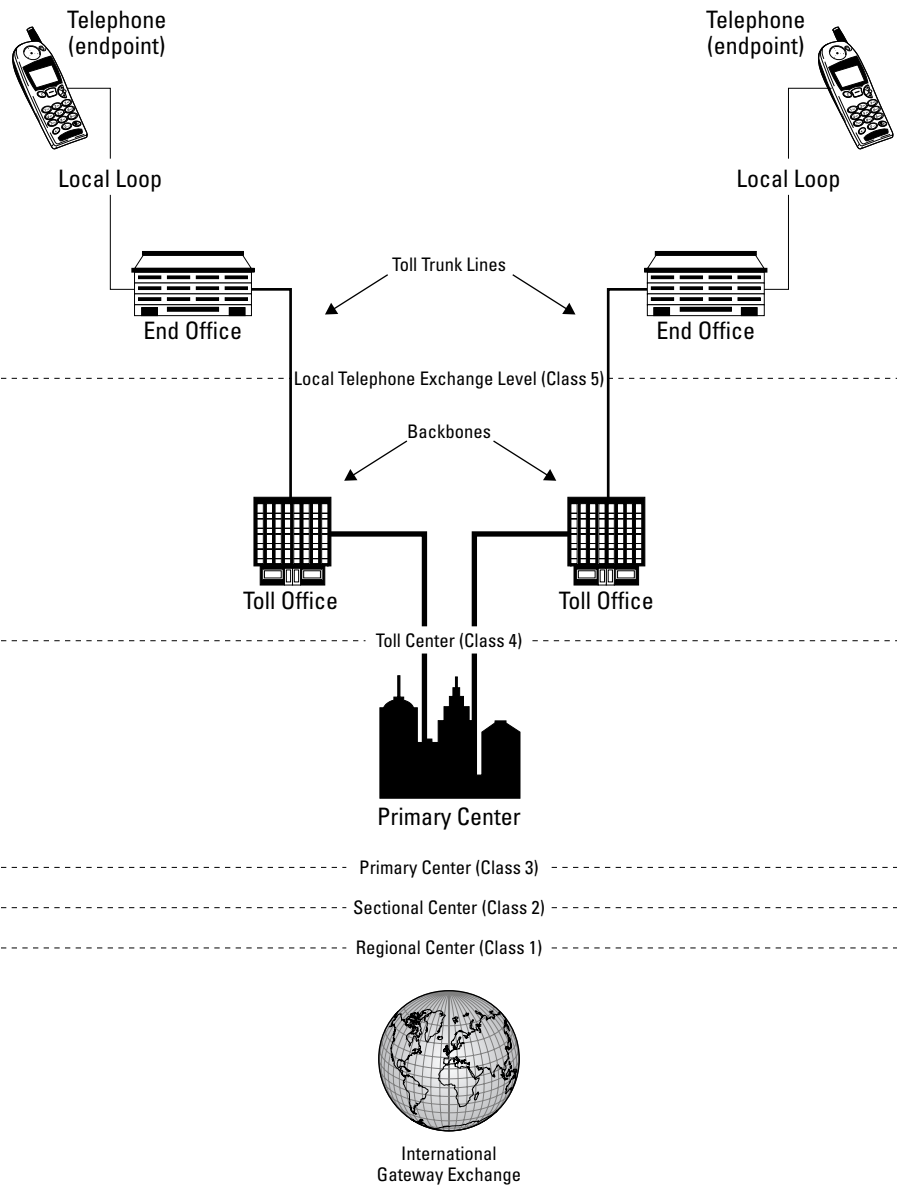 Telephone
(endpoint)
Telephone
(endpoint)
Local Loop
Local Loop
Toll Trunk Lines
End Office
End Office
Local Telephone Exchange Level (Class 5)
Backbones
Toll Office
Toll Office
Toll Center (Class 4)
Primary Center
Primary Center (Class 3)
Sectional Center (Class 2)
Regional Center (Class 1)
International
Gateway Exchange